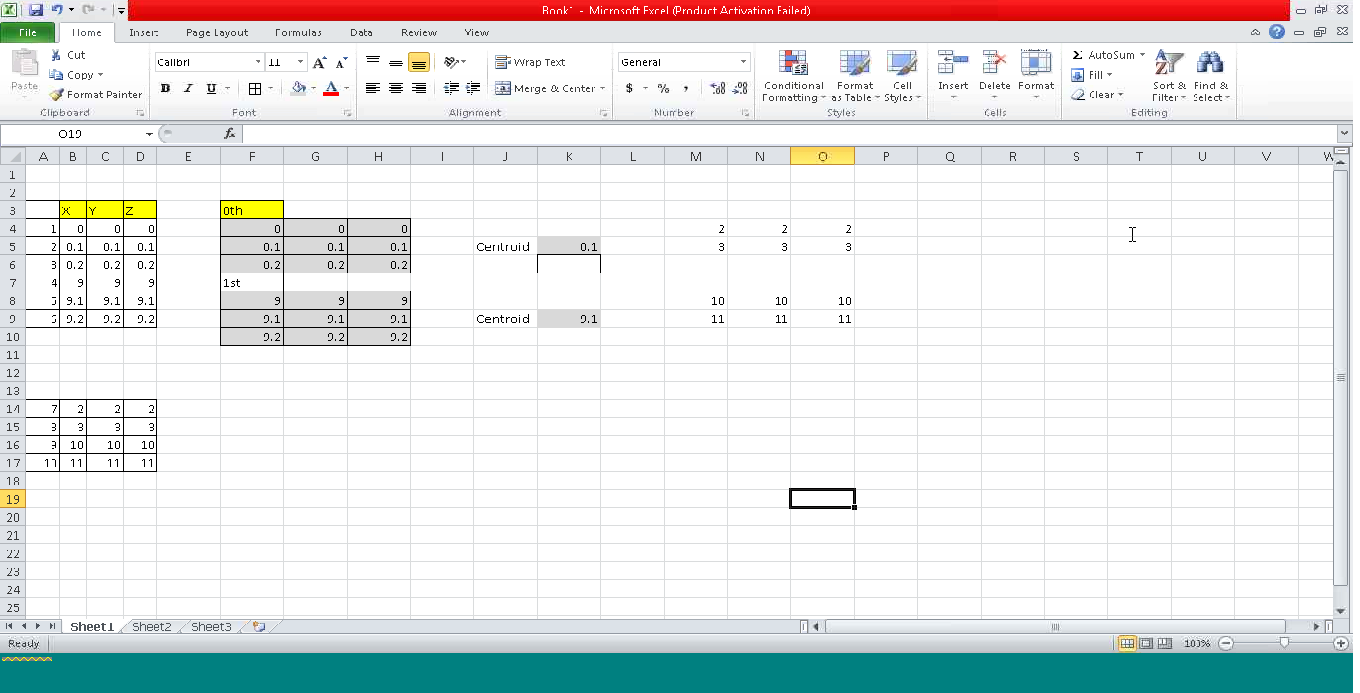 Book1 - Microsoft Excel (Product Activation Failed)
File Home Insert Page Layout Formulas Data Review View
Cut
Copy
Format Painter
Paste
Clipboard
Calibri 11
B I U
Font
Wrap Text
Merge & Center
Alignment
General
$ % ,
Number
Conditional Formatting
Format as Table
Cell Styles
Styles
Insert Delete Format
Cells
Σ AutoSum
Fill
Clear
Sort & Filter
Find & Select
Editing
O19 fx
A B C D E F G H I J K L M N O P Q R S T U V W
1
2
3 X Y Z 0th
4 1 0 0 0 0 0 0 2 2 2
5 2 0.1 0.1 0.1 0.1 0.1 0.1 Centroid 0.1 3 3 3
6 3 0.2 0.2 0.2 0.2 0.2 0.2
7 4 9 9 9 1st
8 5 9.1 9.1 9.1 9 9 9 10 10 10
9 6 9.2 9.2 9.2 9.1 9.1 9.1 Centroid 9.1 11 11 11
10 9.2 9.2 9.2
11
12
13
14 7 2 2 2
15 8 3 3 3
16 9 10 10 10
17 10 11 11 11
18
19
20
21
22
23
24
25
Sheet1 Sheet2 Sheet3
Ready 100%